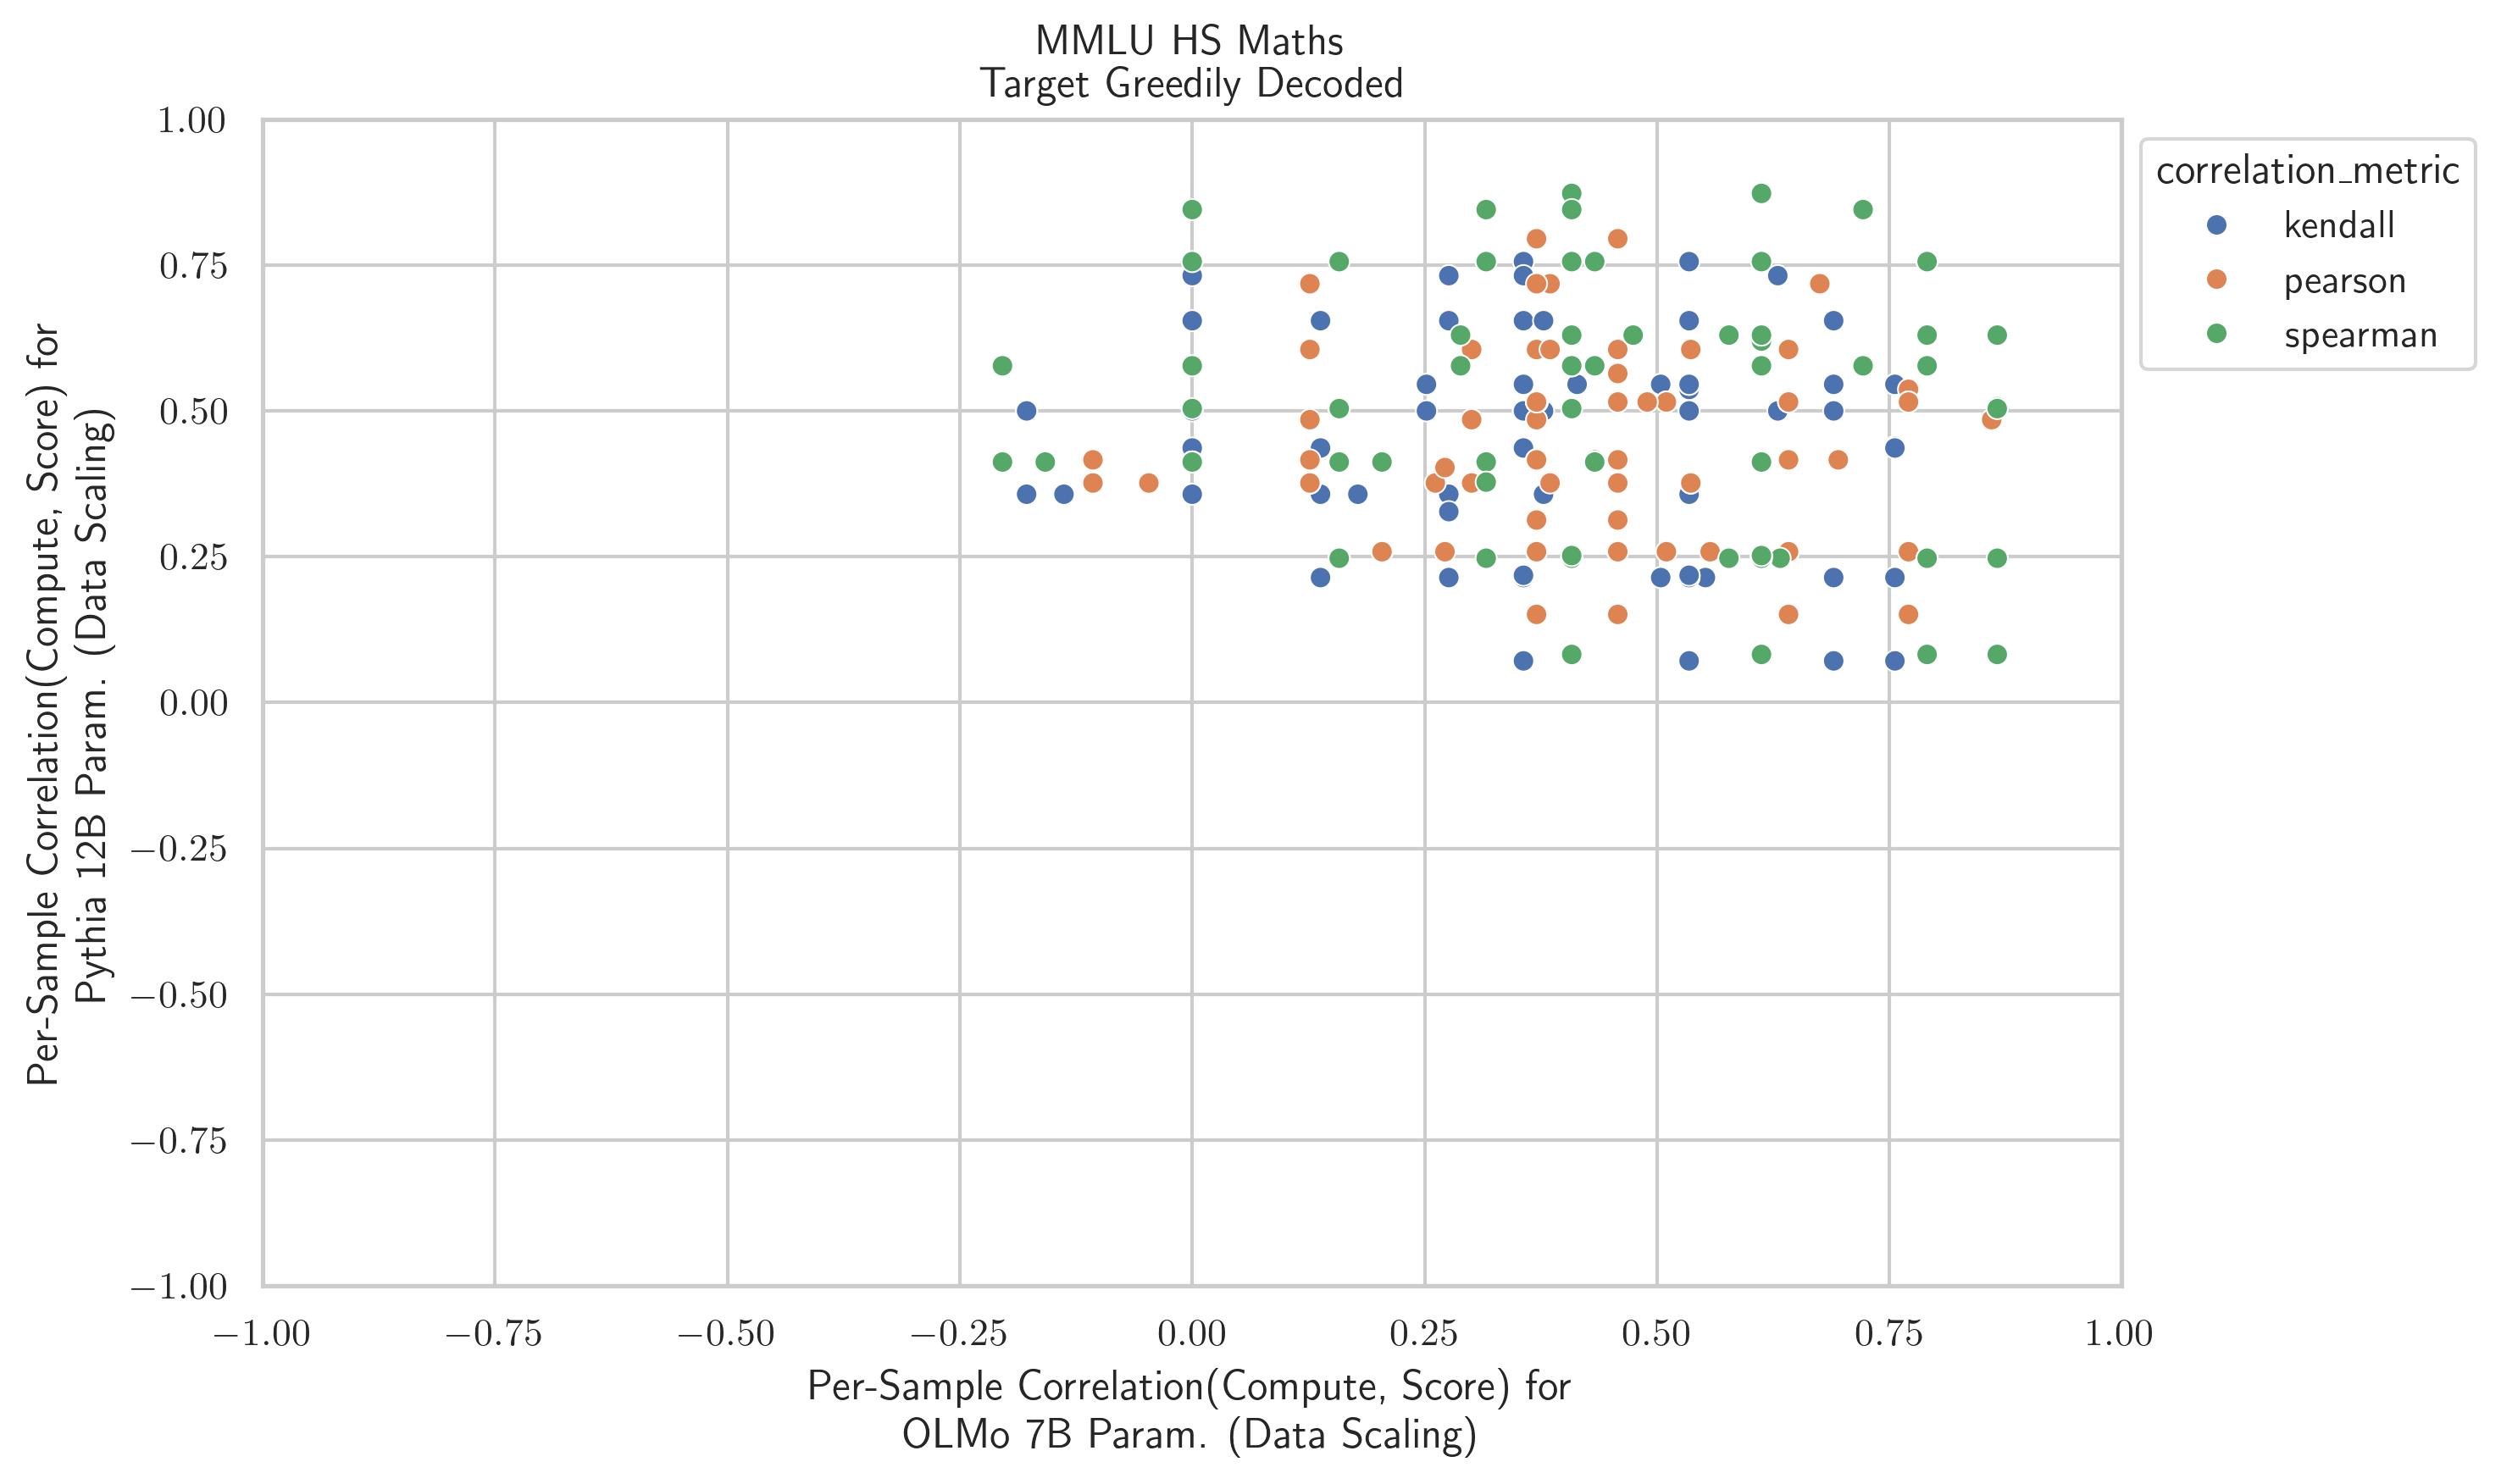 MMLU HS Maths
Target Greedily Decoded
1.00
0.75
0.50
0.25
0.00
−0.25
−0.50
−0.75
−1.00
Per-Sample Correlation(Compute, Score) for
Pythia 12B Param. (Data Scaling)
correlation_metric
kendall
pearson
spearman
−1.00
−0.75
−0.50
−0.25
0.00
0.25
0.50
0.75
1.00
Per-Sample Correlation(Compute, Score) for
OLMo 7B Param. (Data Scaling)